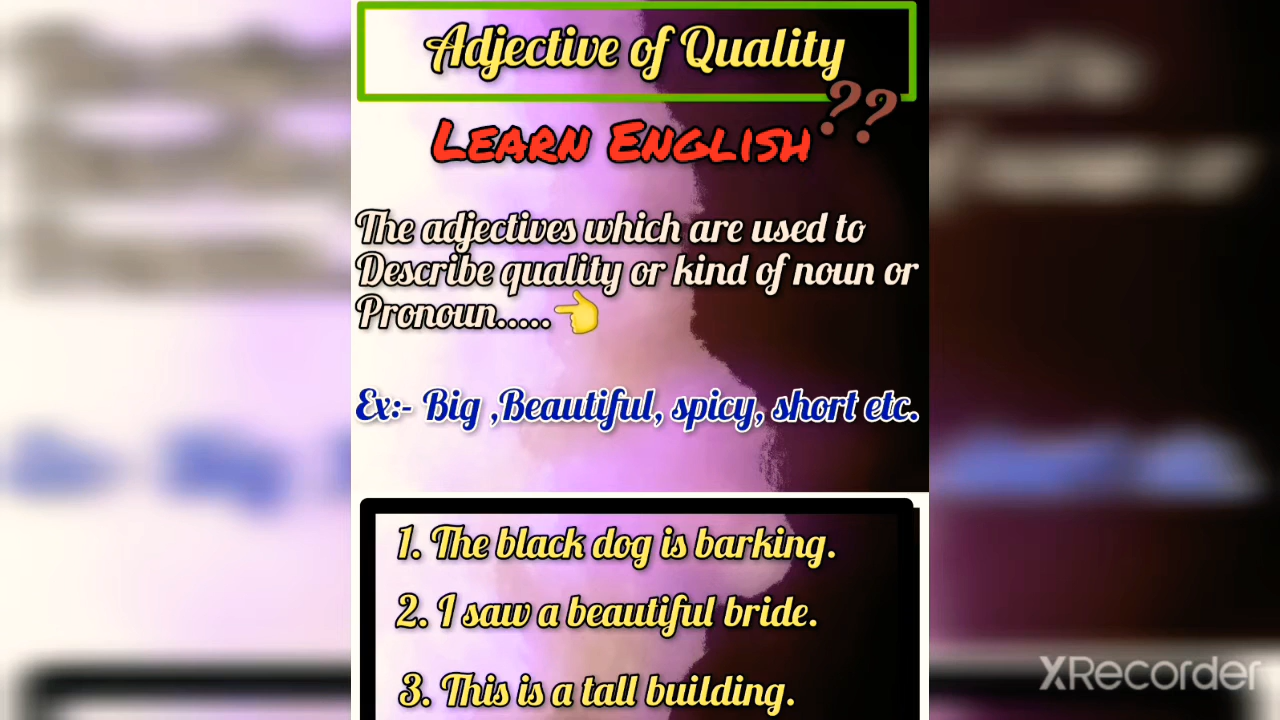 Adjective of Quality
??
Learn English
The adjectives which are used to
Describe quality or kind of noun or
Pronoun.....👈
Ex:- Big ,Beautiful, spicy, short etc.
1. The black dog is barking.
2. I saw a beautiful bride.
3. This is a tall building.
XRecorder